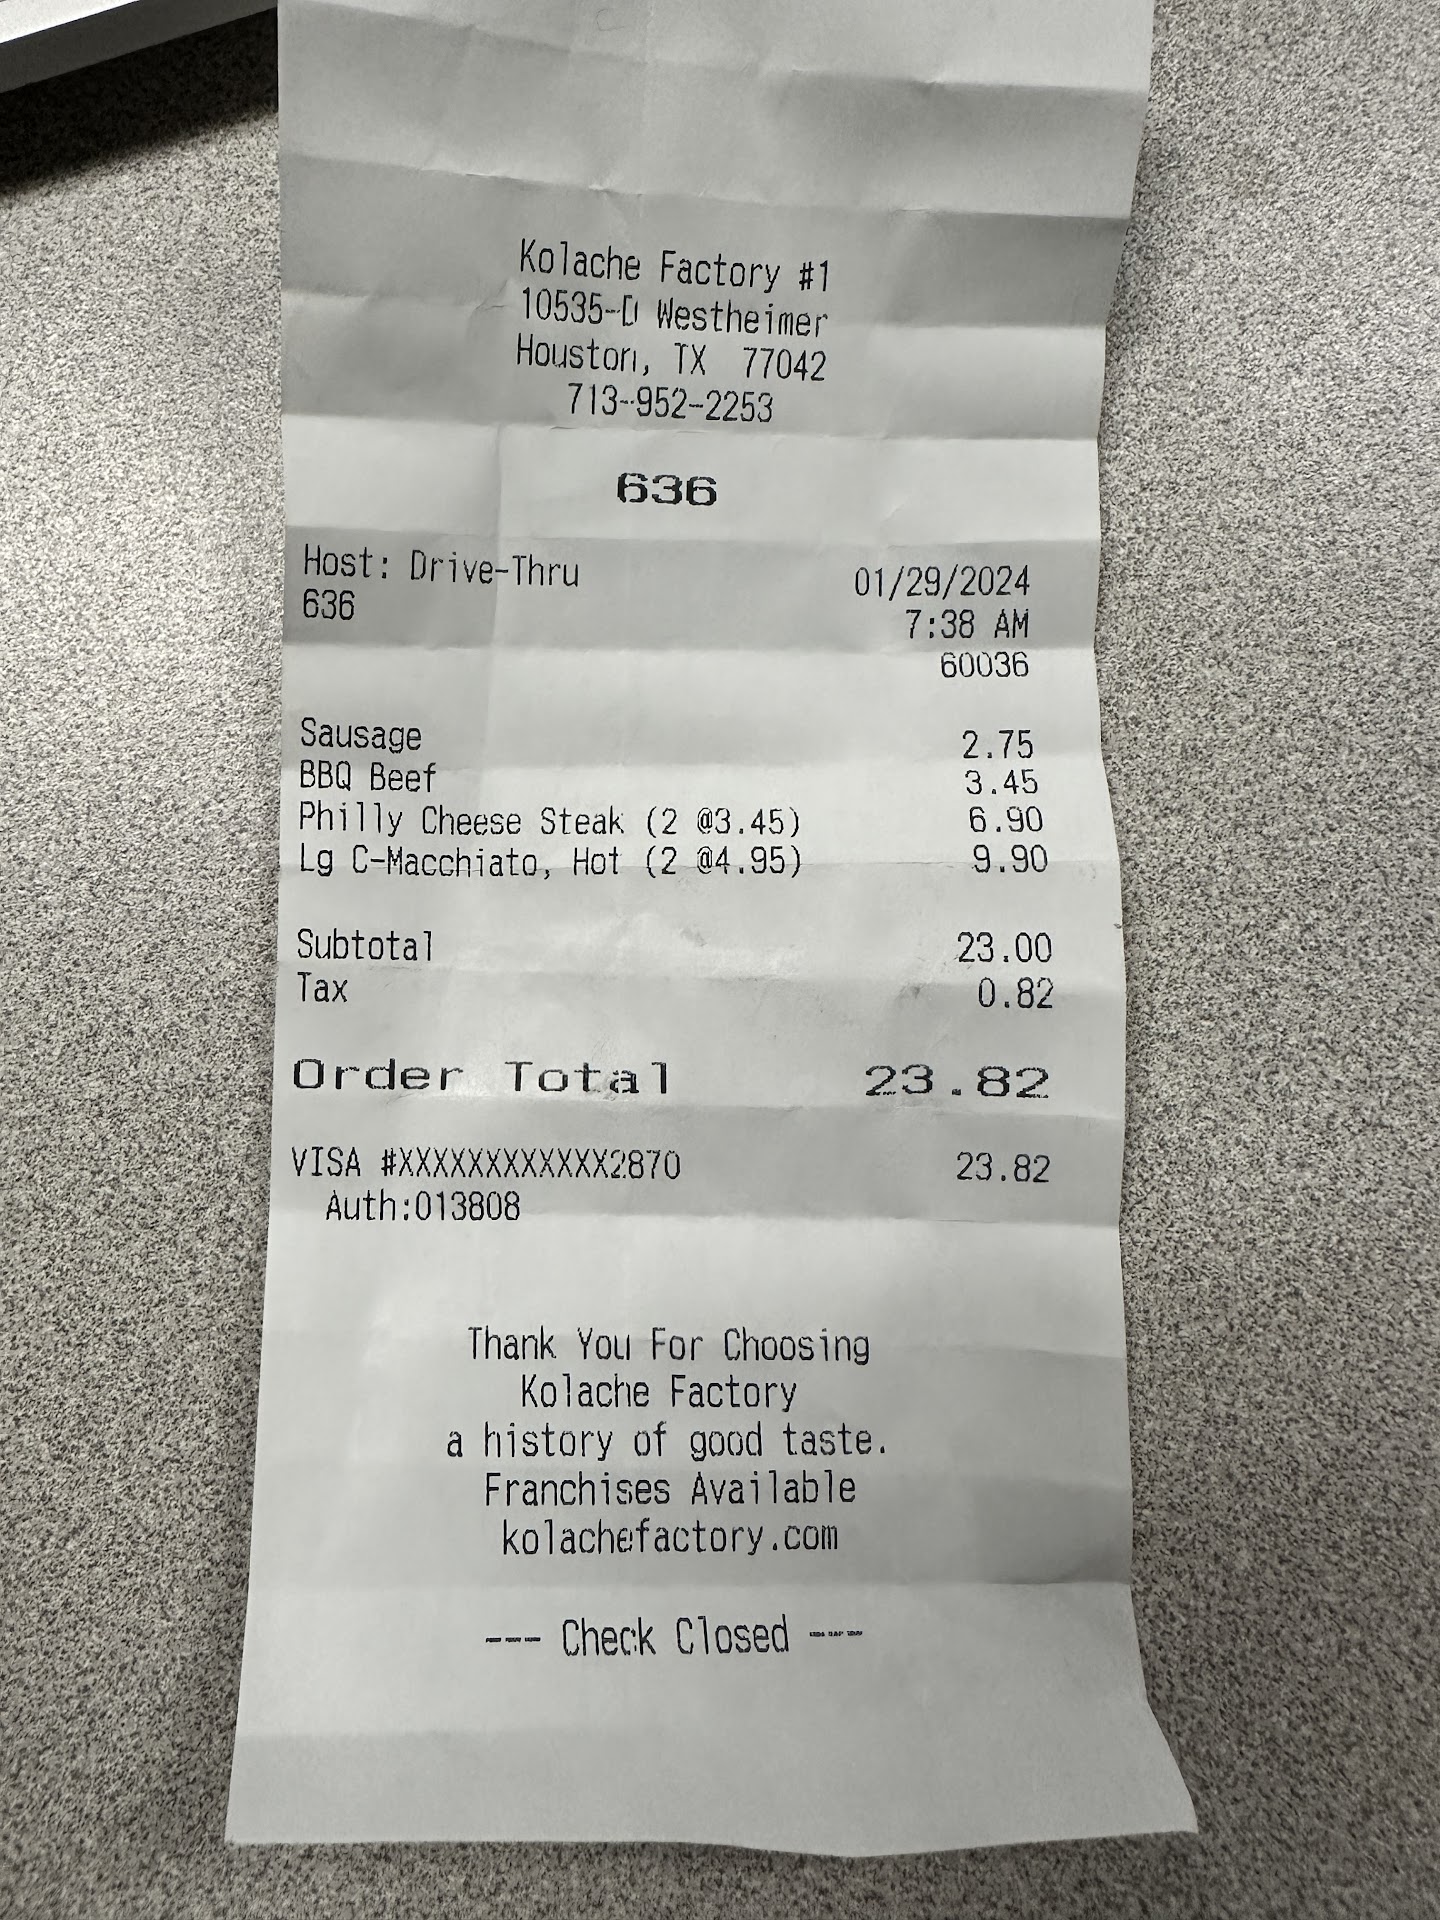 Kolache Factory #1
10535-D Westheimer
Houston, TX 77042
713-952-2253
636
Host: Drive-Thru 01/29/2024
636 7:38 AM
60036
Sausage 2.75
BBQ Beef 3.45
Philly Cheese Steak (2 @3.45) 6.90
Lg C-Macchiato, Hot (2 @4.95) 9.90
Subtotal 23.00
Tax 0.82
Order Total 23.82
VISA #XXXXXXXXXXXX2870 23.82
Auth:013808
Thank You For Choosing
Kolache Factory
a history of good taste.
Franchises Available
kolachefactory.com
--- Check Closed ---